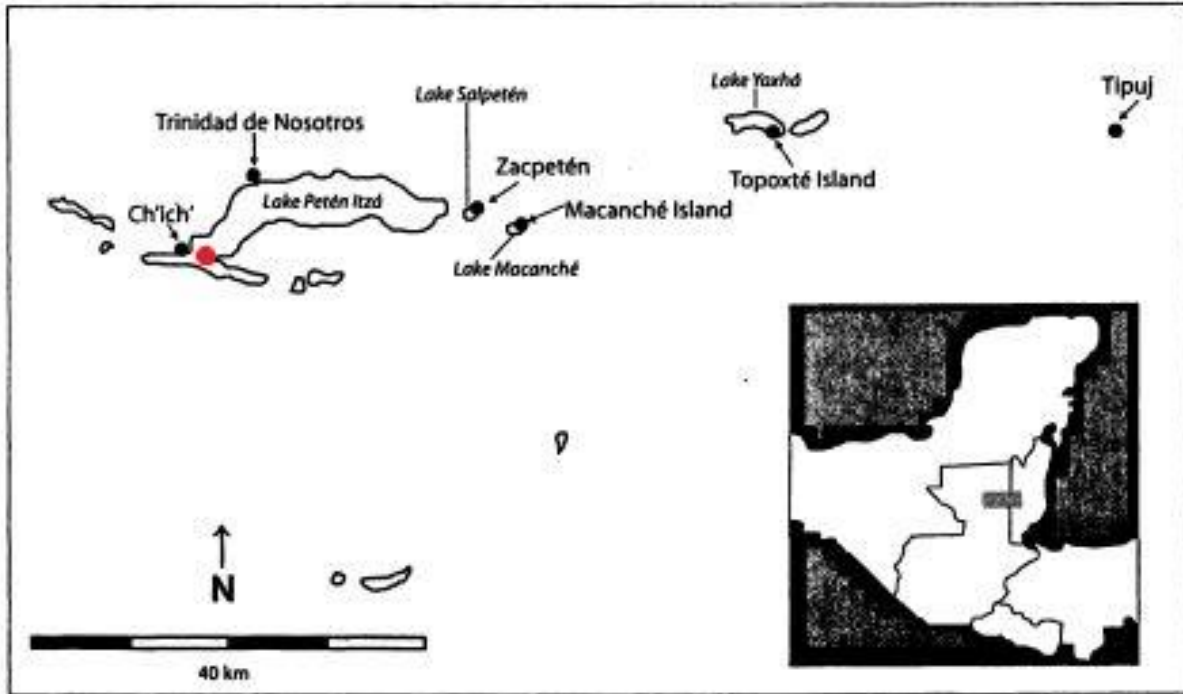 Lake Yaxhá
Tipuj
Lake Salpetén
Trinidad de Nosotros
Zacpetén
Topoxté Island
Lake Petén Itzá
Ch'ich'
Macanché Island
Lake Macanché
N
40 km